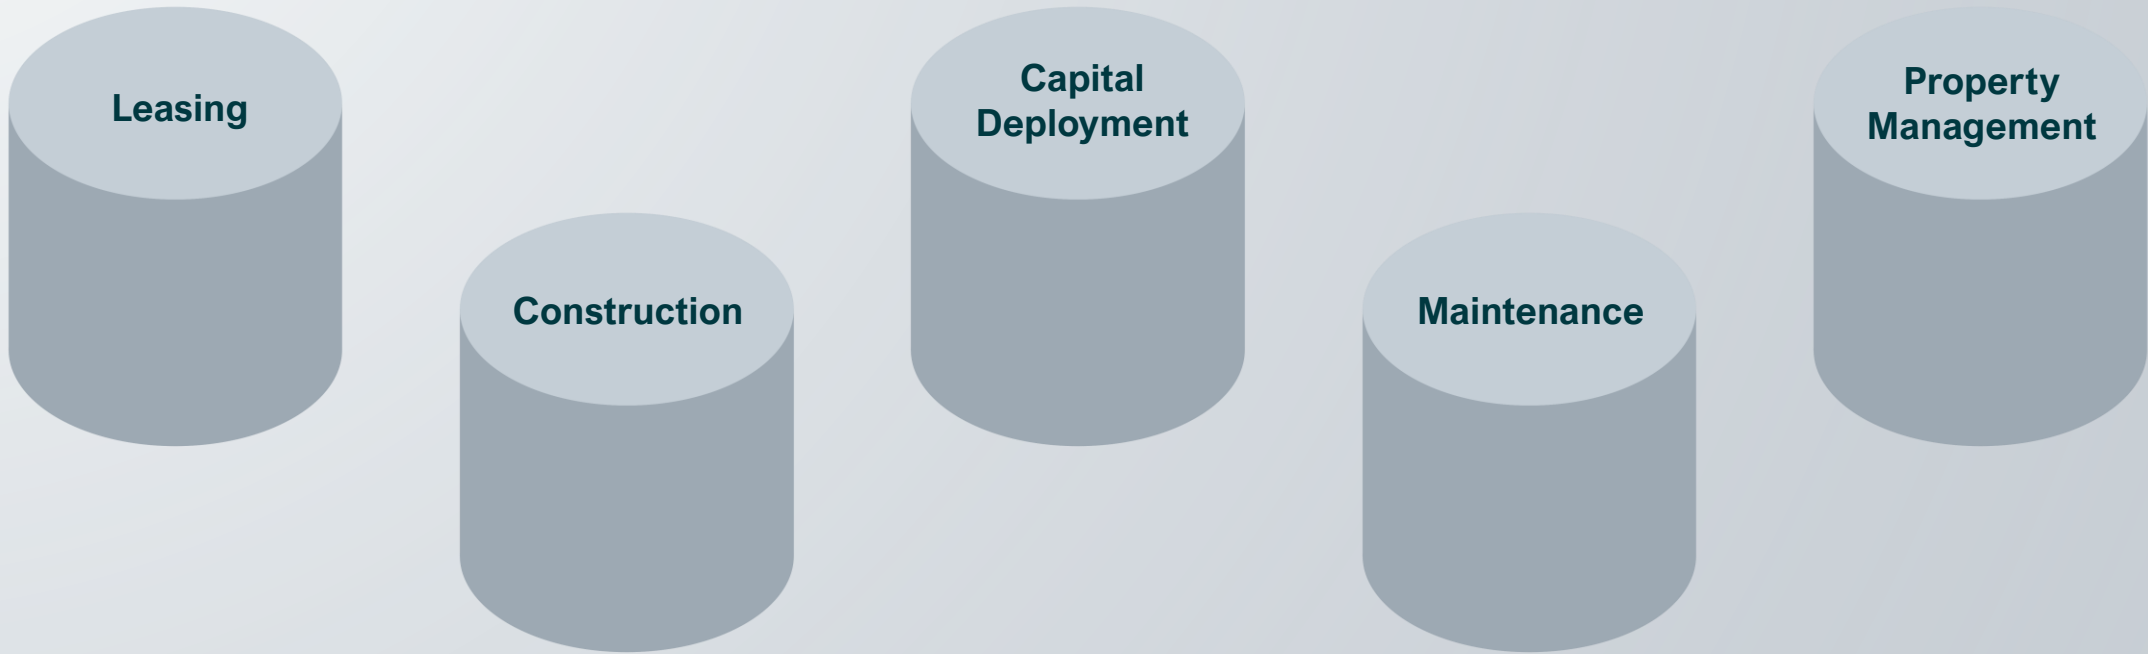 Leasing
Construction
Capital
Deployment
Maintenance
Property
Management